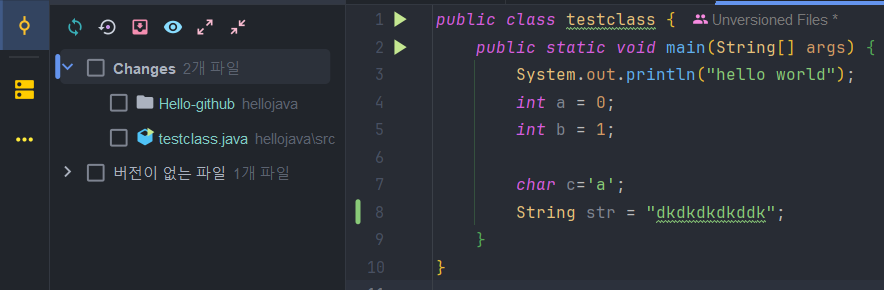 Changes 2개 파일
Hello-github hellojava
testclass.java hellojava\src
버전이 없는 파일 1개 파일
1 public class testclass { Unversioned Files *
2 public static void main(String[] args) {
3 System.out.println("hello world");
4 int a = 0;
5 int b = 1;
6
7 char c='a';
8 String str = "dkdkdkdkddk";
9 }
10 }